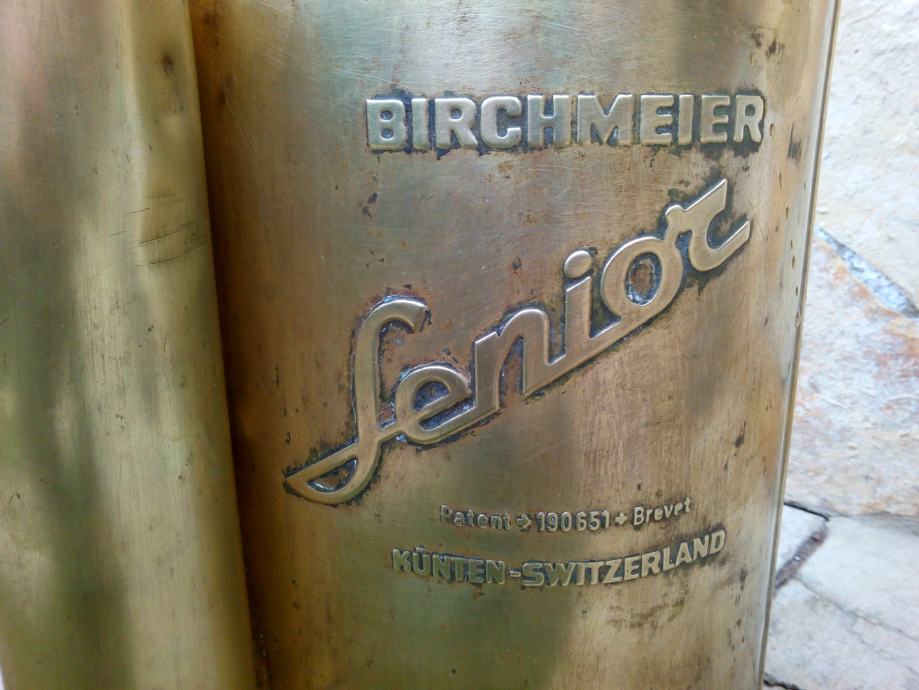 BIRCHMEIER
Senior
Patent + 190651 + Brevet
KÜNTEN-SWITZERLAND